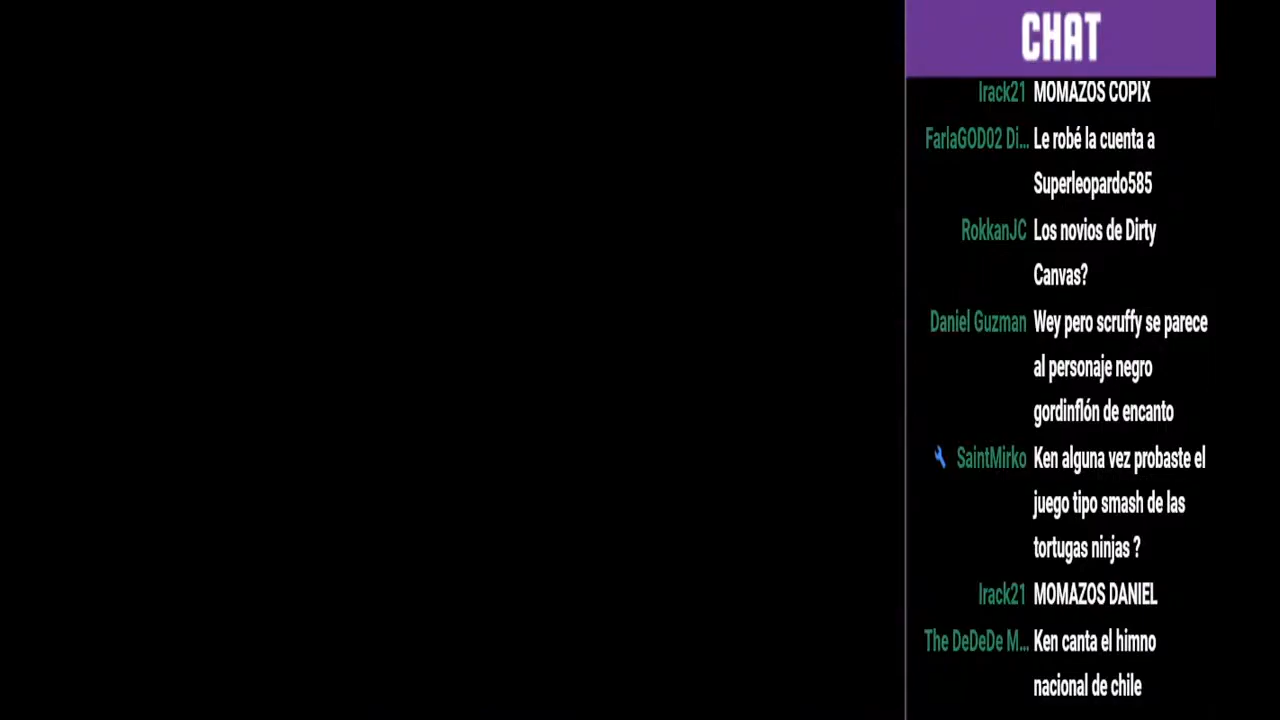 CHAT
Irack21 MOMAZOS COPIX
FarlaGOD02 Di... Le robé la cuenta a
Superleopardo585
RokkanJC Los novios de Dirty
Canvas?
Daniel Guzman Wey pero scruffy se parece
al personaje negro
gordinflón de encanto
SaintMirko Ken alguna vez probaste el
juego tipo smash de las
tortugas ninjas ?
Irack21 MOMAZOS DANIEL
The DeDeDe M... Ken canta el himno
nacional de chile